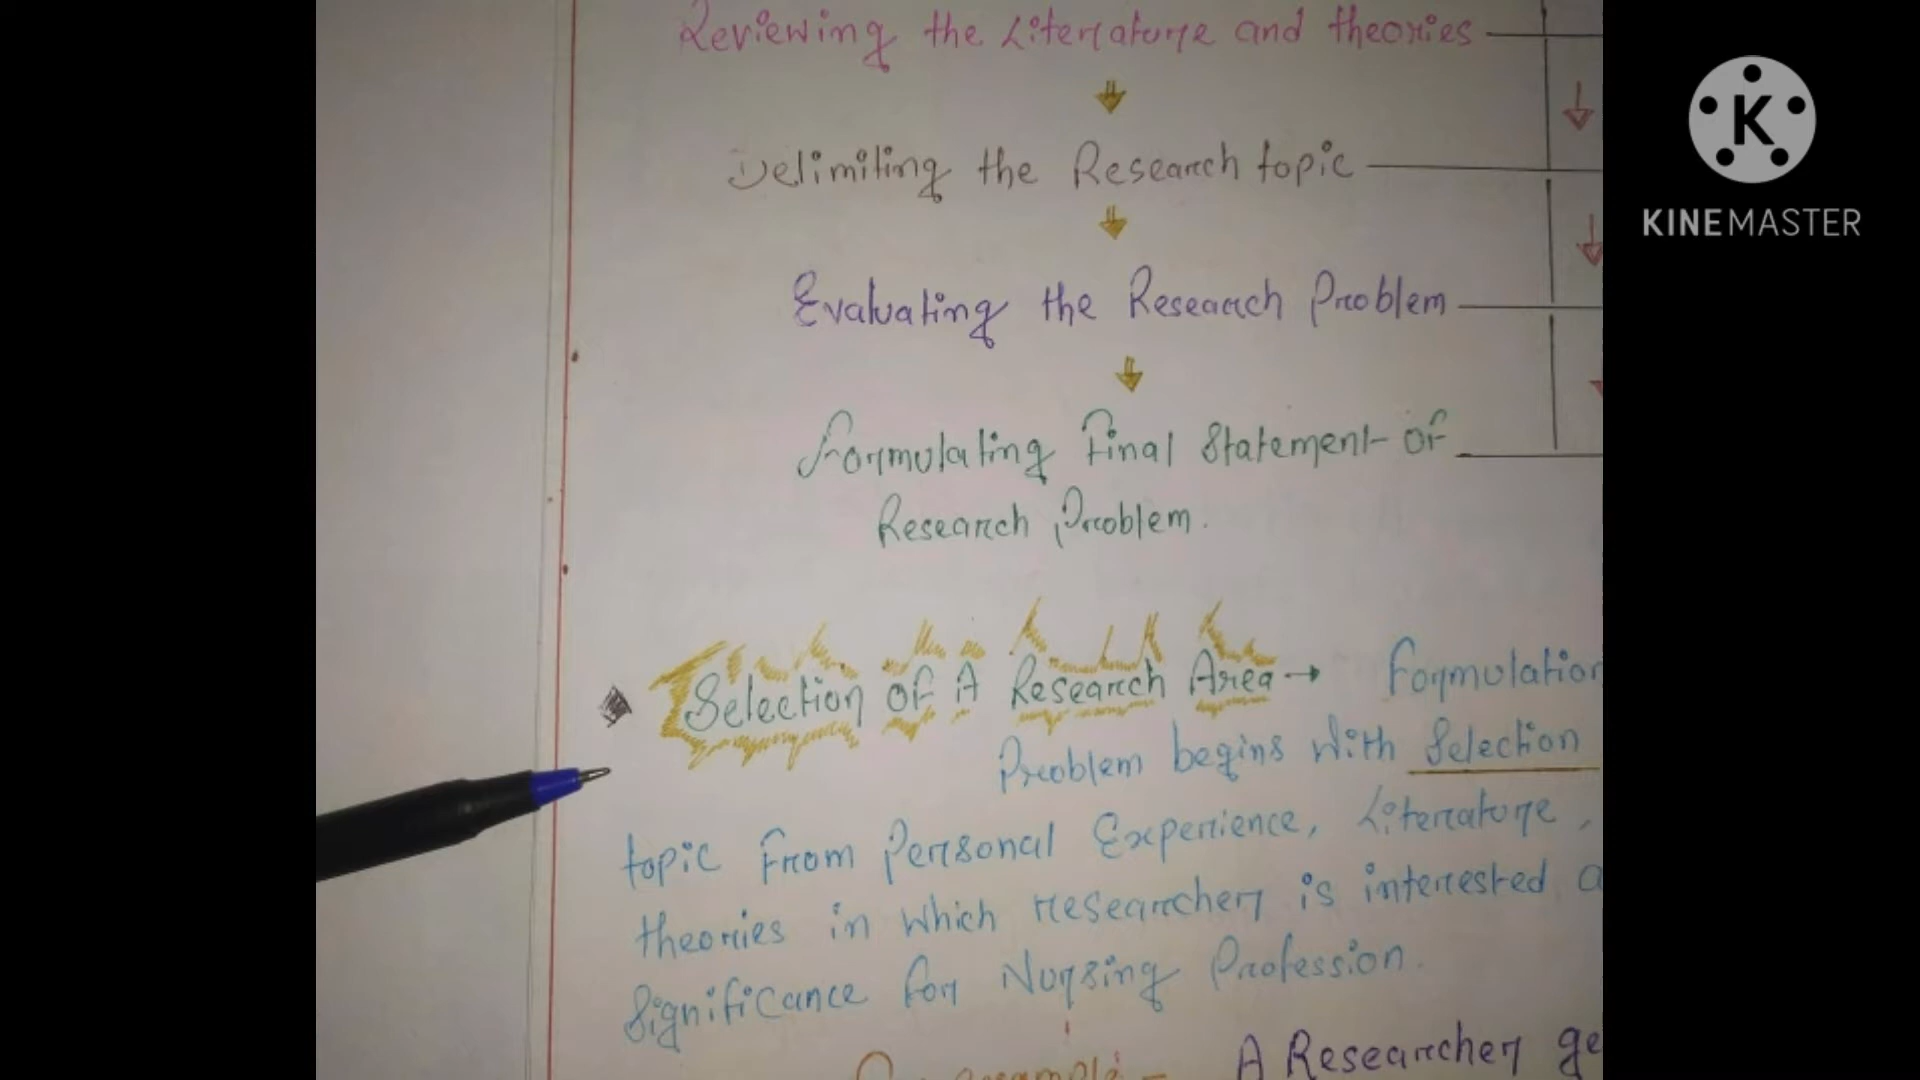 Reviewing the Literature and theories
Delimiting the Research topic
Evaluating the Research Problem
Formulating Final Statement of
Research Problem.
Selection of A Research Area → Formulation
Problem begins with Selection
topic From Personal Experience, Literature,
theories in which researcher is interested
Significance for Nursing Profession.
A Researcher ge
K
KINEMASTER